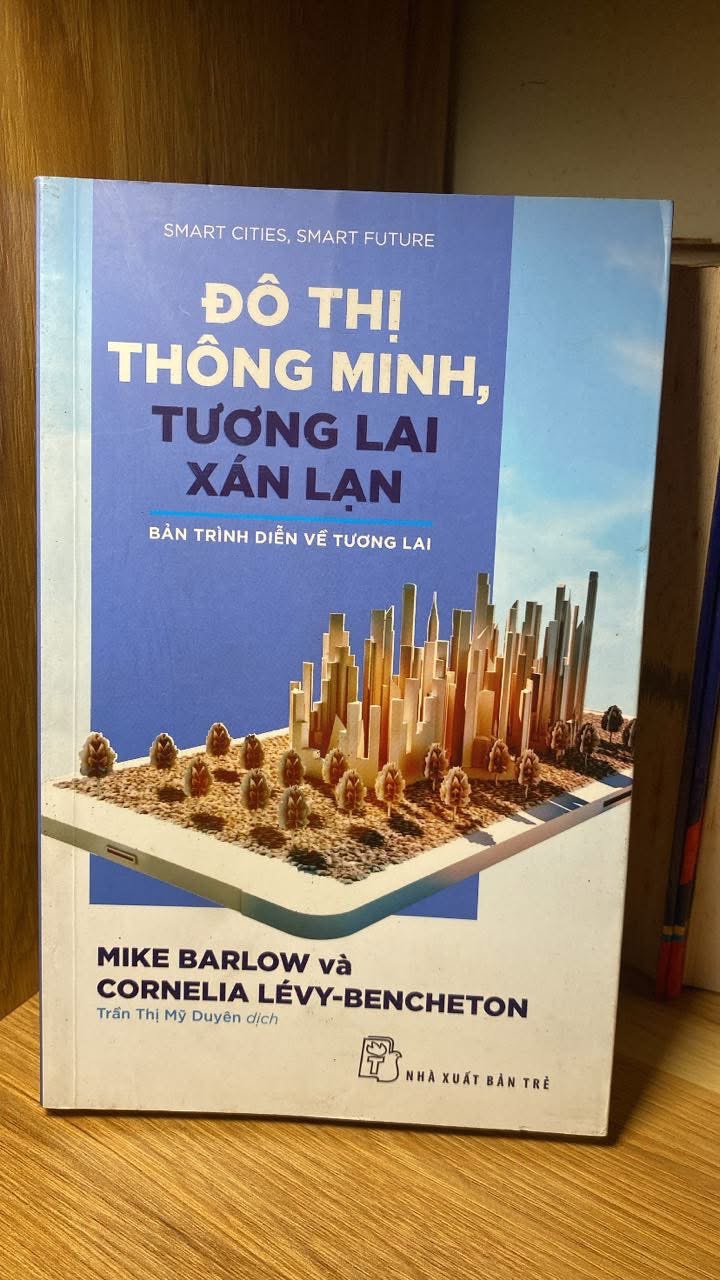 SMART CITIES, SMART FUTURE
ĐÔ THỊ
THÔNG MINH,
TƯƠNG LAI
XÁN LẠN
BẢN TRÌNH DIỄN VỀ TƯƠNG LAI
MIKE BARLOW và
CORNELIA LÉVY-BENCHETON
Trần Thị Mỹ Duyên dịch
NHÀ XUẤT BẢN TRẺ